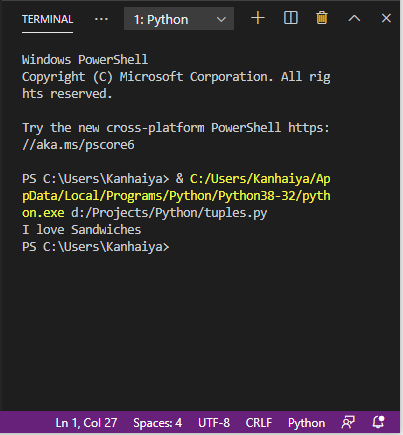 TERMINAL ... 1: Python
Windows PowerShell
Copyright (C) Microsoft Corporation. All rig
hts reserved.
Try the new cross-platform PowerShell https:
//aka.ms/pscore6
PS C:\Users\Kanhaiya> & C:/Users/Kanhaiya/Ap
pData/Local/Programs/Python/Python38-32/pyth
on.exe d:/Projects/Python/tuples.py
I love Sandwiches
PS C:\Users\Kanhaiya>
Ln 1, Col 27 Spaces: 4 UTF-8 CRLF Python